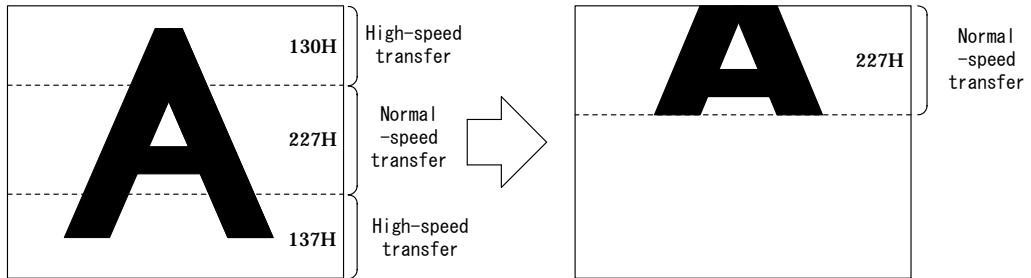 130H
High-speed
transfer
227H
Normal
-speed
transfer
137H
High-speed
transfer
A
227H
Normal
-speed
transfer